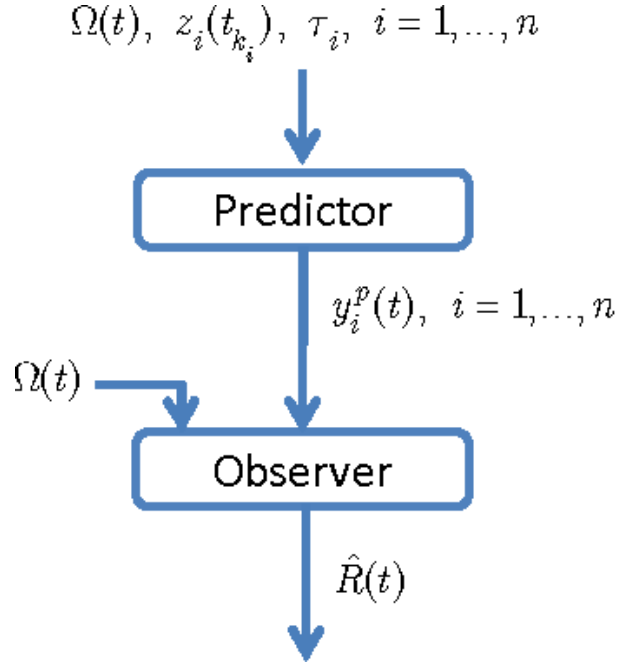 Ω(t), z_i(t_{k_i}), τ_i, i = 1,...,n
Predictor
y_i^p(t), i = 1,...,n
Ω(t)
Observer
R̂(t)